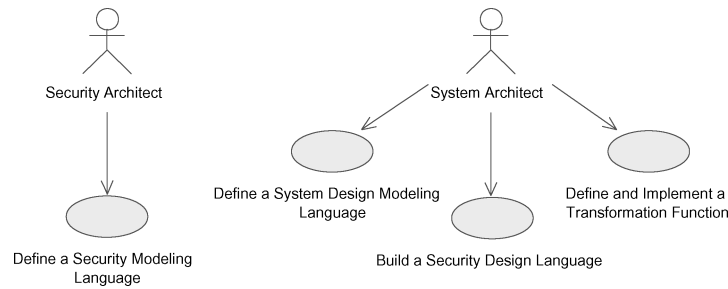 Security Architect
System Architect
Define a System Design Modeling
Language
Define and Implement a
Transformation Function
Build a Security Design Language
Define a Security Modeling
Language